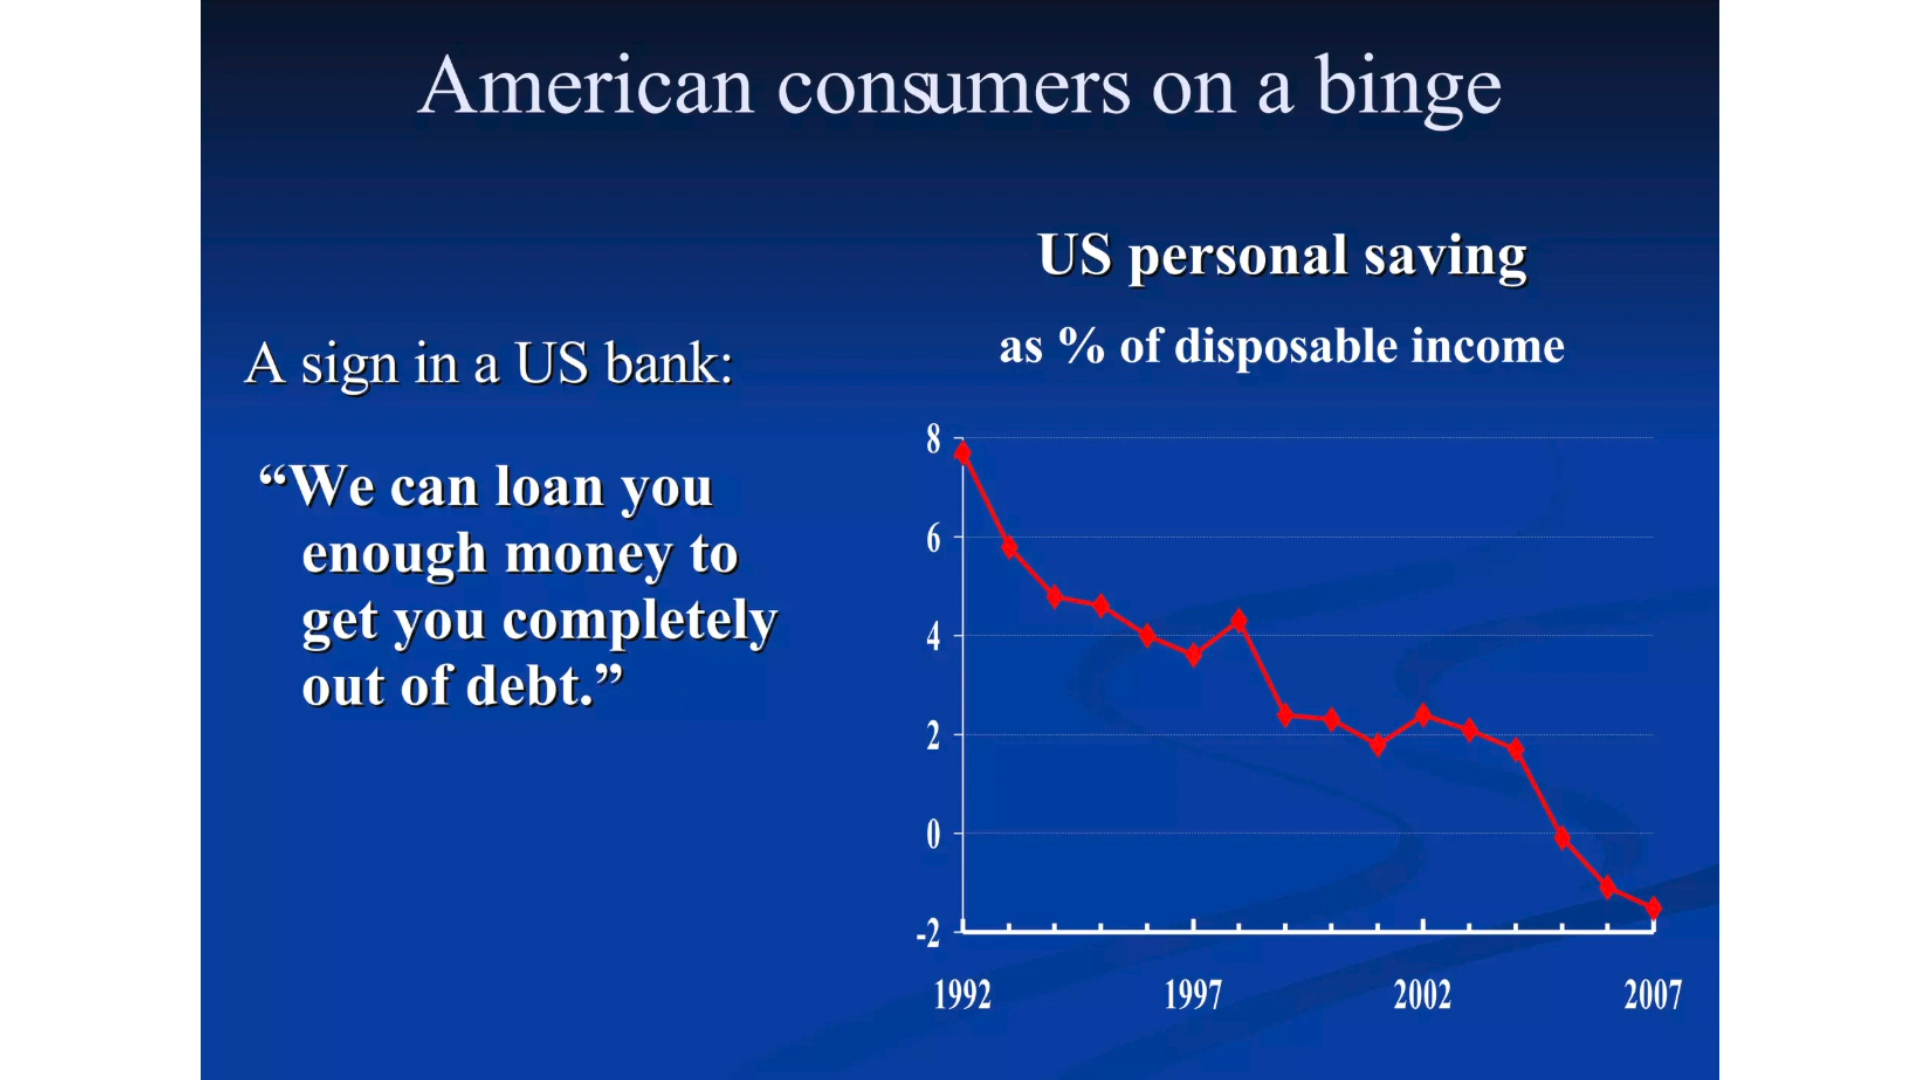 American consumers on a binge
A sign in a US bank:
“We can loan you
enough money to
get you completely
out of debt.”
US personal saving
as % of disposable income
8
6
4
2
0
-2
1992 1997 2002 2007